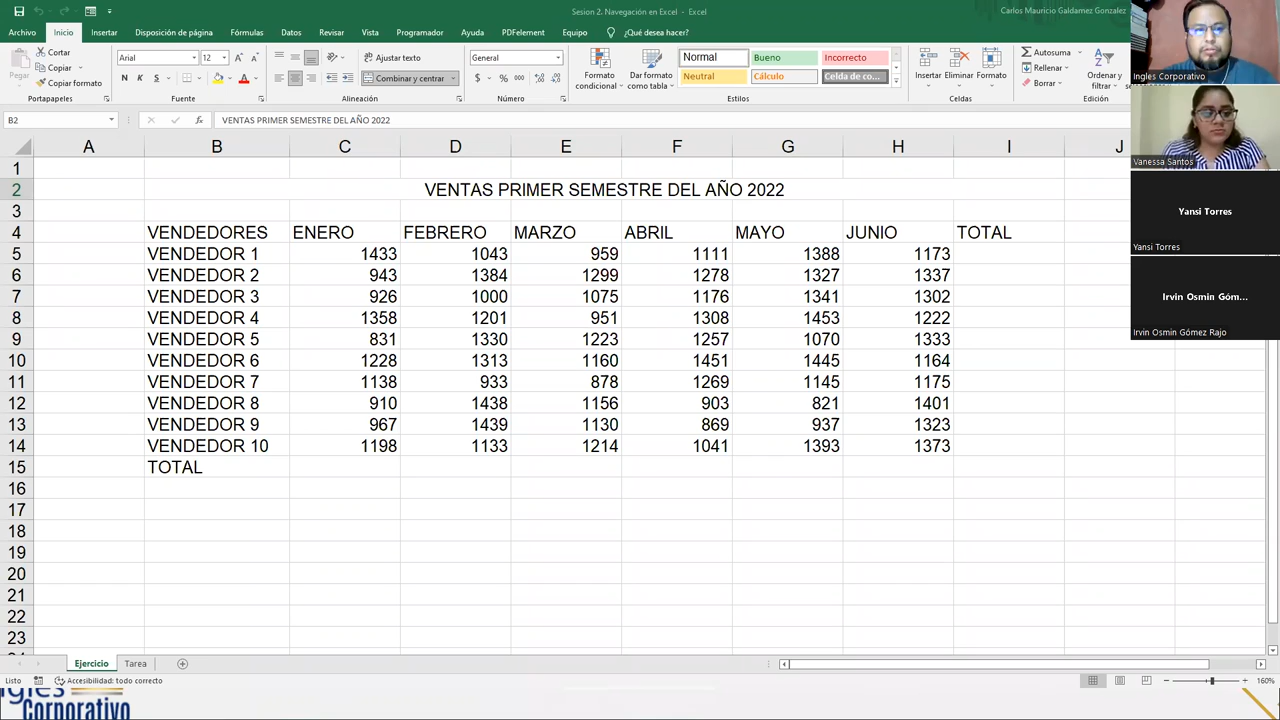 Sesion 2. Navegación en Excel - Excel
Carlos Mauricio Galdamez Gonzalez
Archivo Inicio Insertar Disposición de página Fórmulas Datos Revisar Vista Programador Ayuda PDFelement Equipo ¿Qué desea hacer?
Pegar
Cortar
Copiar
Copiar formato
Portapapeles
Arial 12
N K S
Fuente
Ajustar texto
Combinar y centrar
Alineación
General
$ % 000
Número
Formato condicional
Dar formato como tabla
Normal Bueno Incorrecto
Neutral Cálculo Celda de co...
Estilos
Insertar Eliminar Formato
Celdas
Autosuma
Rellenar
Borrar
Ordenar y filtrar
Edición
B2 fx VENTAS PRIMER SEMESTRE DEL AÑO 2022
A B C D E F G H I J
1
2 VENTAS PRIMER SEMESTRE DEL AÑO 2022
3
4 VENDEDORES ENERO FEBRERO MARZO ABRIL MAYO JUNIO TOTAL
5 VENDEDOR 1 1433 1043 959 1111 1388 1173
6 VENDEDOR 2 943 1384 1299 1278 1327 1337
7 VENDEDOR 3 926 1000 1075 1176 1341 1302
8 VENDEDOR 4 1358 1201 951 1308 1453 1222
9 VENDEDOR 5 831 1330 1223 1257 1070 1333
10 VENDEDOR 6 1228 1313 1160 1451 1445 1164
11 VENDEDOR 7 1138 933 878 1269 1145 1175
12 VENDEDOR 8 910 1438 1156 903 821 1401
13 VENDEDOR 9 967 1439 1130 869 937 1323
14 VENDEDOR 10 1198 1133 1214 1041 1393 1373
15 TOTAL
16
17
18
19
20
21
22
23
Ejercicio Tarea
Listo Accesibilidad: todo correcto 160%
Ingles
Corporativo
Ingles Corporativo
Vanessa Santos
Yansi Torres
Yansi Torres
Irvin Osmin Góm...
Irvin Osmin Gómez Rajo